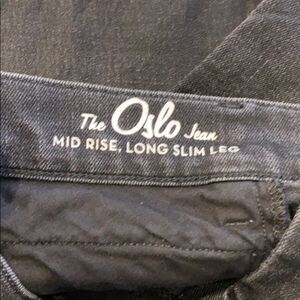 The Oslo Jean
MID RISE, LONG SLIM LEG